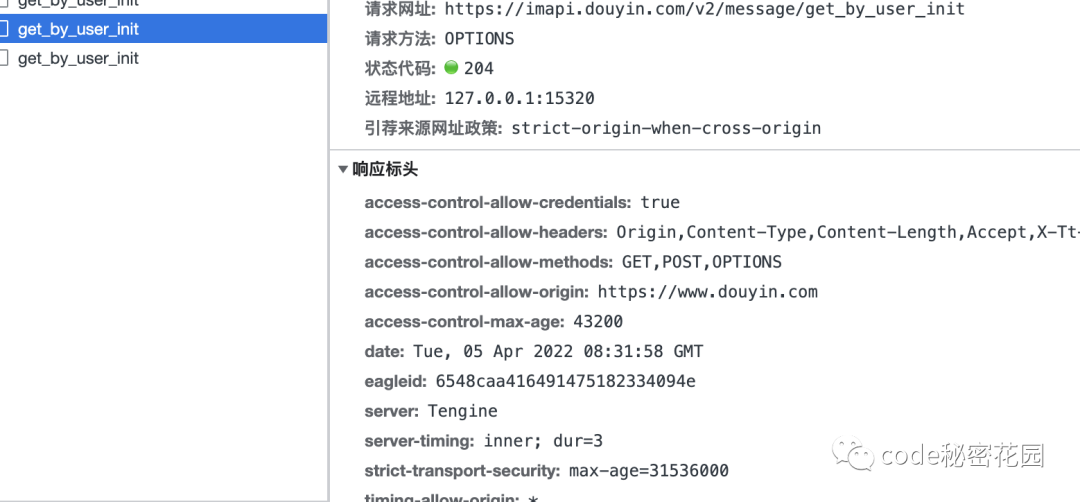 get_by_user_init
get_by_user_init
get_by_user_init
请求网址: https://imapi.douyin.com/v2/message/get_by_user_init
请求方法: OPTIONS
状态代码: 204
远程地址: 127.0.0.1:15320
引荐来源网址政策: strict-origin-when-cross-origin
响应标头
access-control-allow-credentials: true
access-control-allow-headers: Origin,Content-Type,Content-Length,Accept,X-Tt-
access-control-allow-methods: GET,POST,OPTIONS
access-control-allow-origin: https://www.douyin.com
access-control-max-age: 43200
date: Tue, 05 Apr 2022 08:31:58 GMT
eagleid: 6548caa416491475182334094e
server: Tengine
server-timing: inner; dur=3
strict-transport-security: max-age=31536000
timing-allow-origin: *
code秘密花园